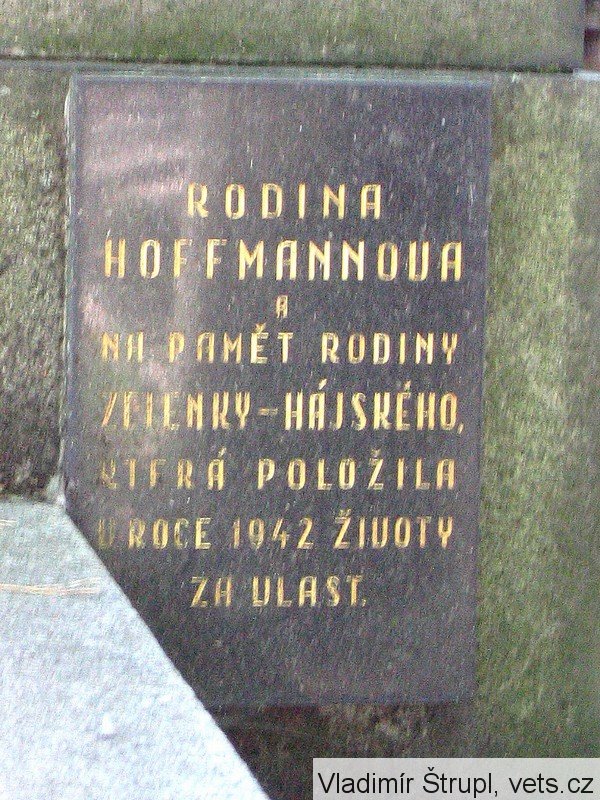 RODINA
HOFFMANNOVA
A
NA PAMĚT RODINY
ZELENKY-HÁJSKÉHO,
KTERÁ POLOŽILA
V ROCE 1942 ŽIVOTY
ZA VLAST.
Vladimír Štrupl, vets.cz